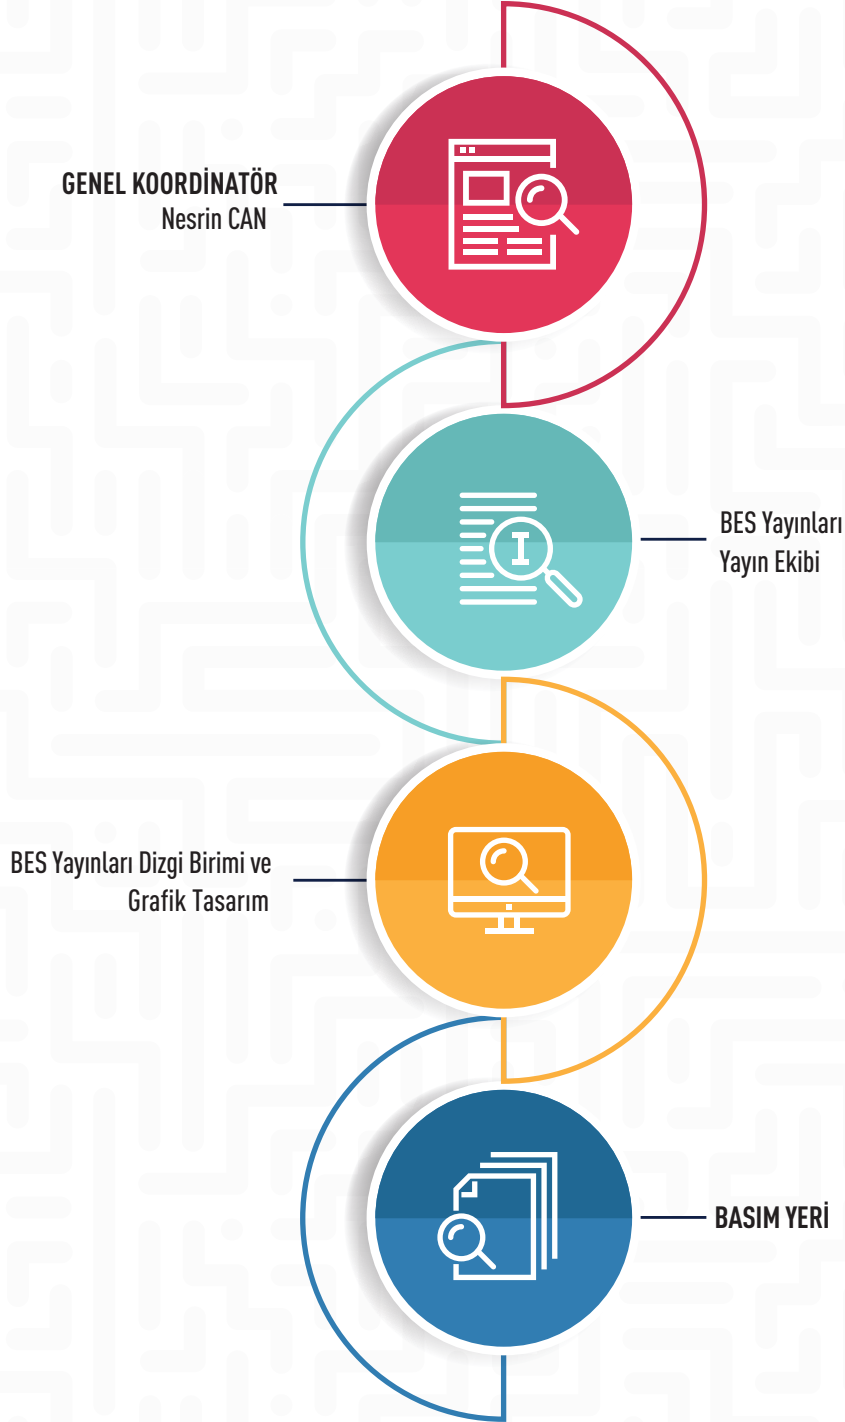 GENEL KOORDİNATÖR
Nesrin CAN
BES Yayınları
Yayın Ekibi
BES Yayınları Dizgi Birimi ve
Grafik Tasarım
BASIM YERİ